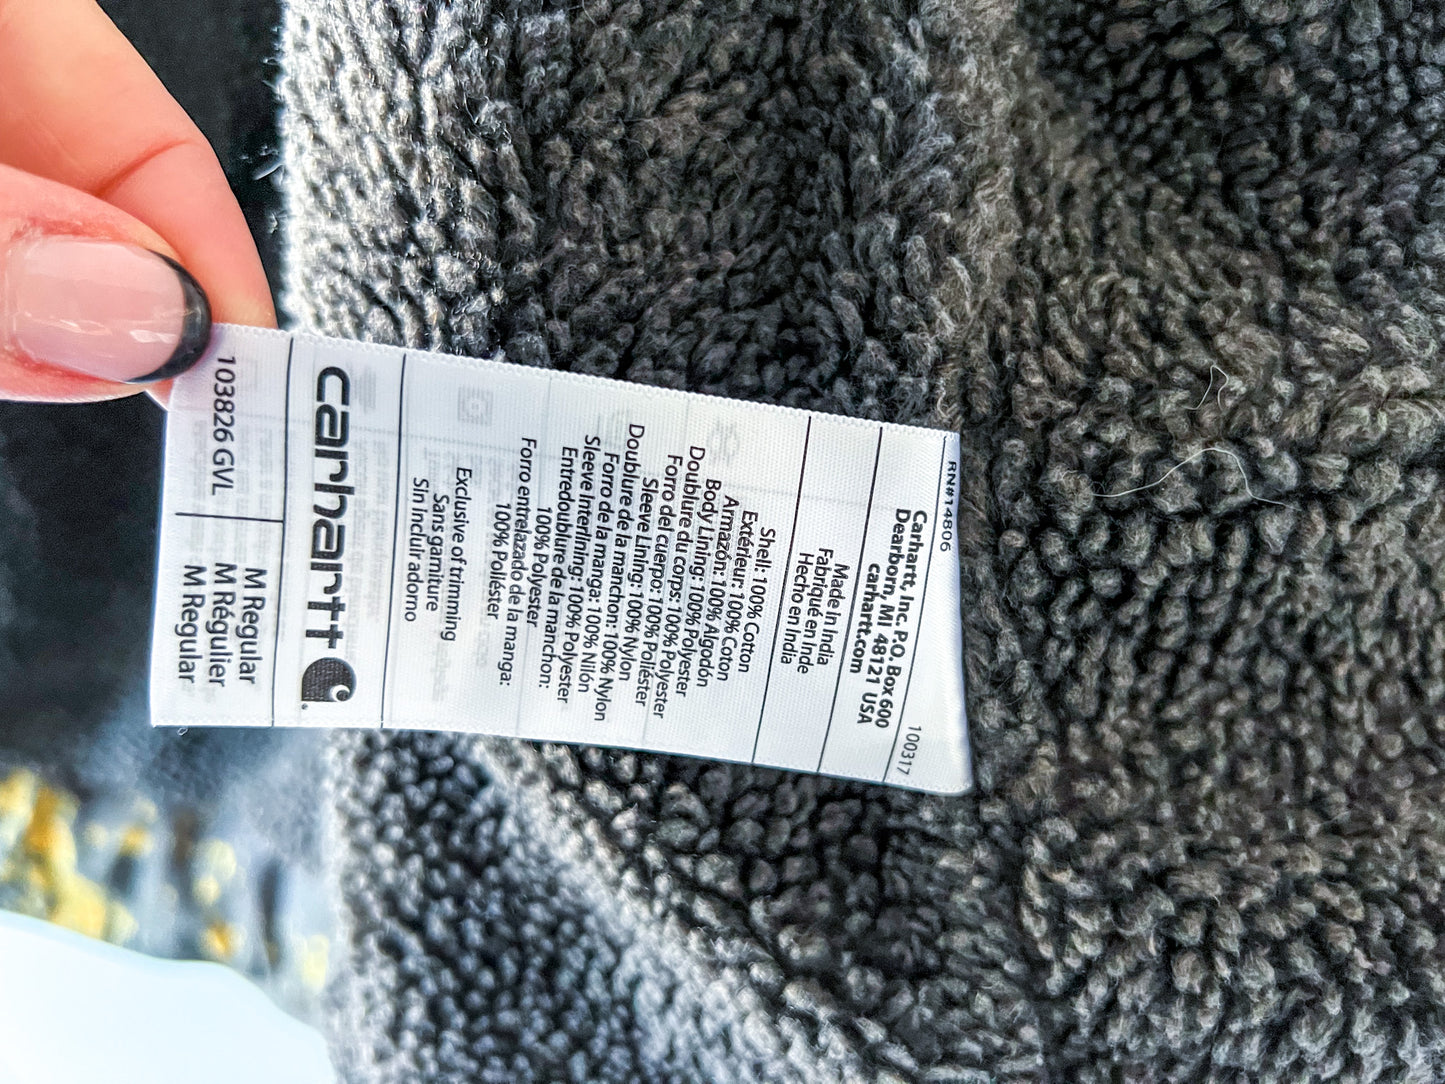 RN#14806
100317
Carhartt, Inc. P.O. Box 600
Dearborn, MI 48121 USA
carhartt.com
Made in India
Fabriqué en Inde
Hecho en India
Shell: 100% Cotton
Extérieur: 100% Coton
Armazón: 100% Algodón
Body Lining: 100% Polyester
Doublure du corps: 100% Polyester
Forro del cuerpo: 100% Poliéster
Sleeve Lining: 100% Nylon
Doublure de la manchon: 100% Nylon
Forro de la manga: 100% Nilón
Sleeve Interlining: 100% Polyester
Entredoublure de la manchon:
100% Polyester
Forro entrelazado de la manga:
100% Poliéster
Exclusive of trimming
Sans garniture
Sin incluir adorno
carhartt
103826 GVL
M Regular
M Régulier
M Regular